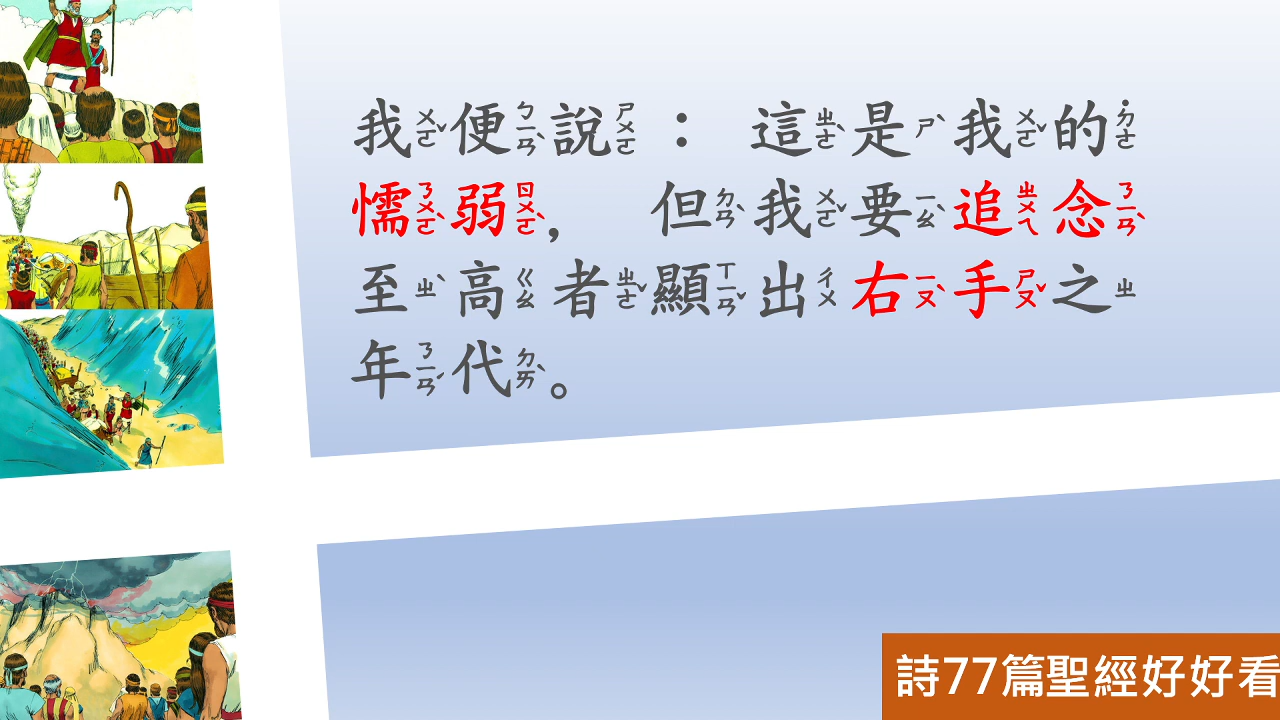 我便說： 這是我的
懦弱， 但我要追念
至高者顯出右手之
年代。
詩77篇聖經好好看